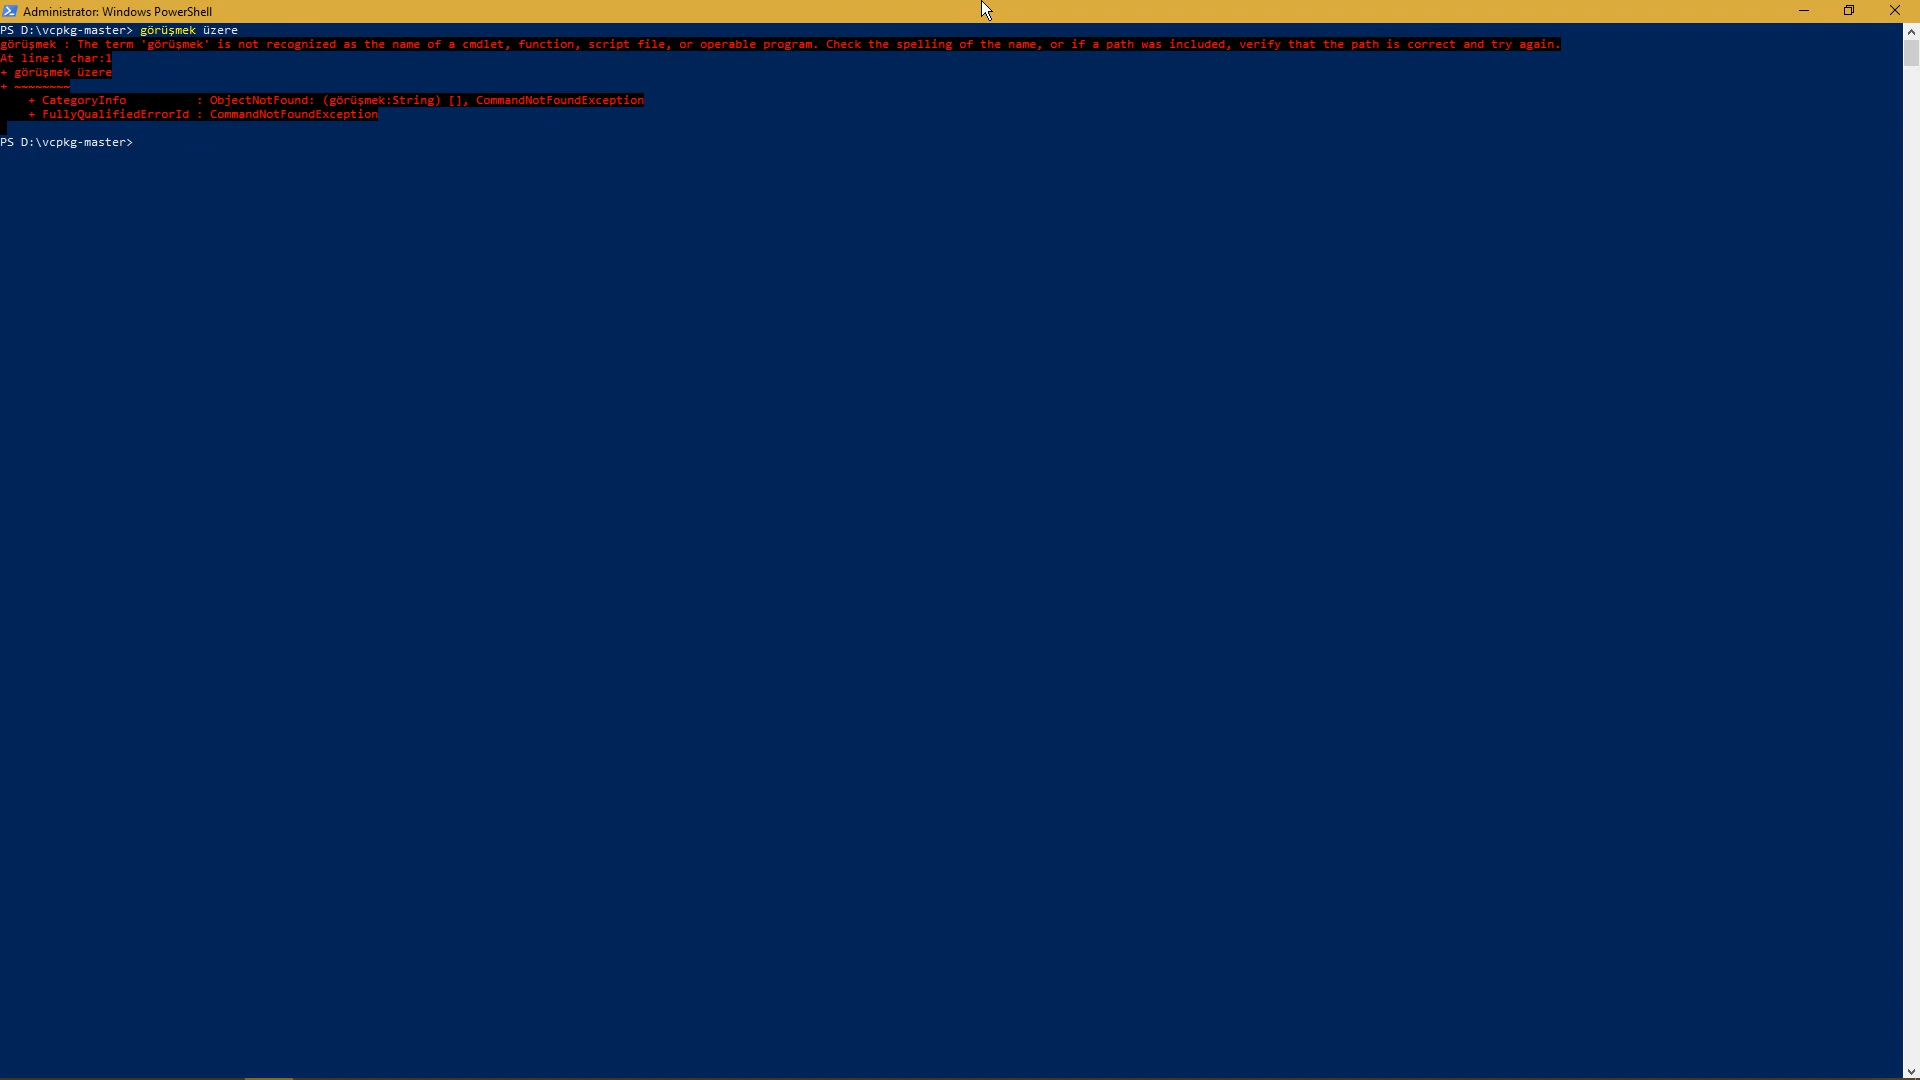 Administrator: Windows PowerShell
PS D:\vcpkg-master> görüşmek üzere
görüşmek : The term 'görüşmek' is not recognized as the name of a cmdlet, function, script file, or operable program. Check the spelling of the name, or if a path was included, verify that the path is correct and try again.
At line:1 char:1
+ görüşmek üzere
+ ~~~~~~~~
    + CategoryInfo          : ObjectNotFound: (görüşmek:String) [], CommandNotFoundException
    + FullyQualifiedErrorId : CommandNotFoundException
PS D:\vcpkg-master>